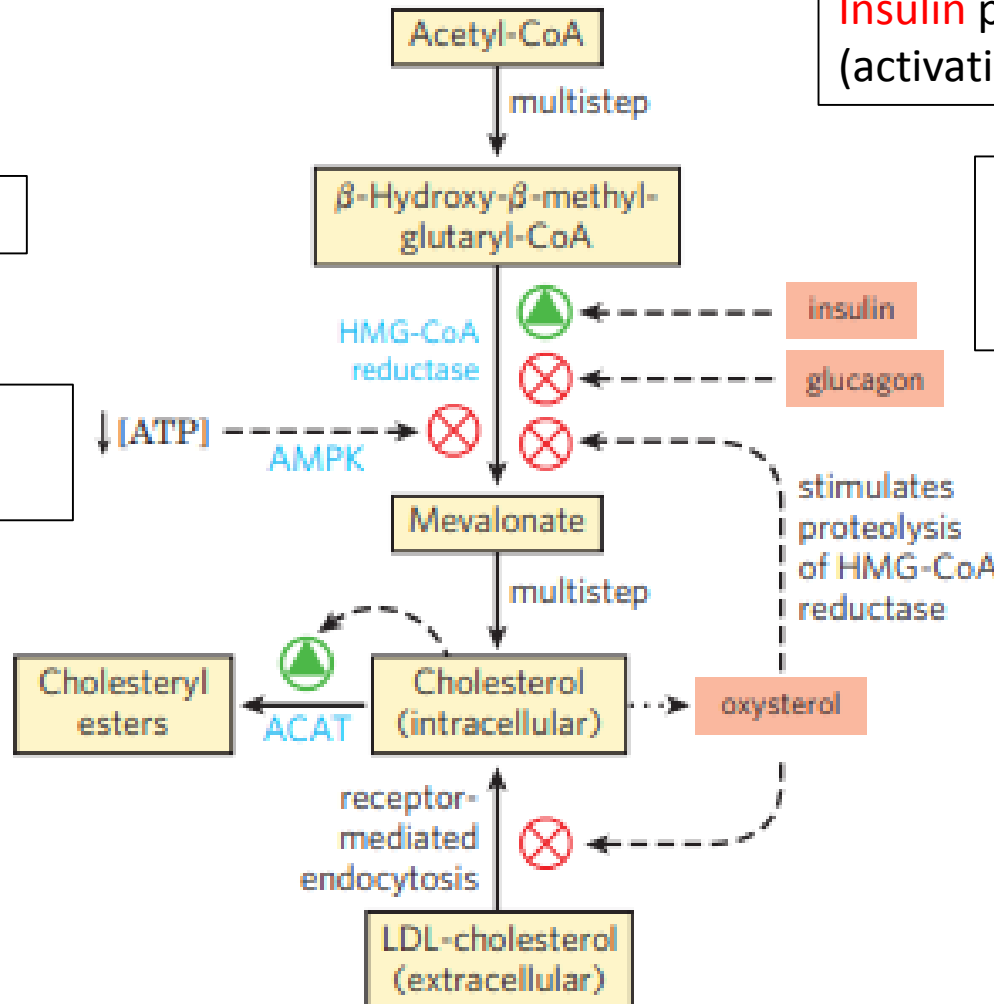 Insulin p
(activati
Acetyl-CoA
multistep
β-Hydroxy-β-methyl-
glutaryl-CoA
HMG-CoA
reductase
insulin
glucagon
↓[ATP]
AMPK
stimulates
proteolysis
of HMG-CoA
reductase
Mevalonate
multistep
Cholesteryl
esters
ACAT
Cholesterol
(intracellular)
oxysterol
receptor-
mediated
endocytosis
LDL-cholesterol
(extracellular)